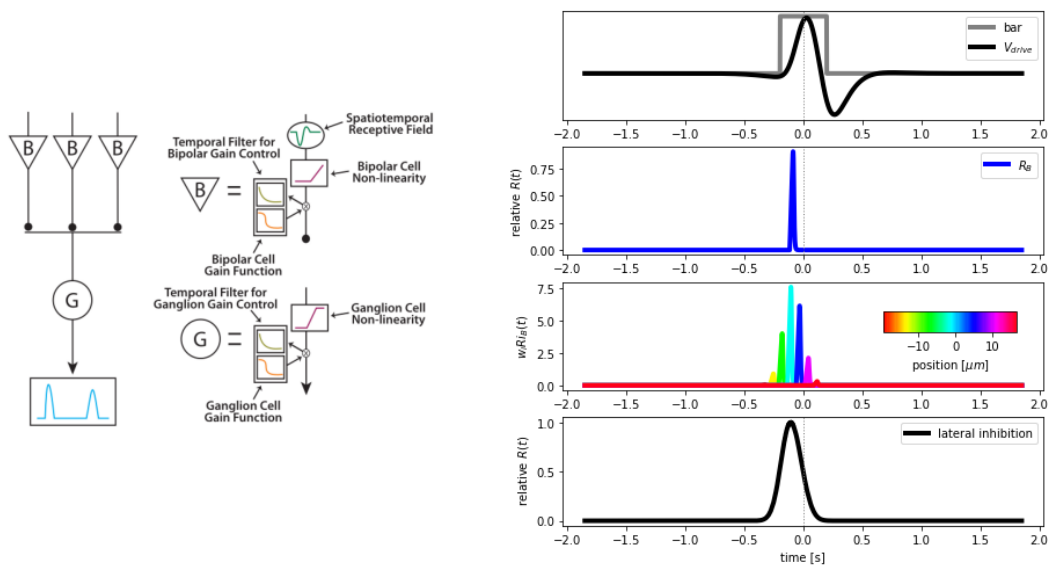 B B B
G
Spatiotemporal
Receptive Field
Temporal Filter for
Bipolar Gain Control
Bipolar Cell
Non-linearity
B =
Bipolar Cell
Gain Function
Temporal Filter for
Ganglion Gain Control
Ganglion Cell
Non-linearity
G =
Ganglion Cell
Gain Function
bar
V_drive
−2.0 −1.5 −1.0 −0.5 0.0 0.5 1.0 1.5 2.0
relative R(t)
0.75
0.50
0.25
0.00
R_B
−2.0 −1.5 −1.0 −0.5 0.0 0.5 1.0 1.5 2.0
7.5
5.0
2.5
0.0
−10 0 10
position [μm]
−2.0 −1.5 −1.0 −0.5 0.0 0.5 1.0 1.5 2.0
relative R(t)
1.0
0.5
0.0
lateral inhibition
−2.0 −1.5 −1.0 −0.5 0.0 0.5 1.0 1.5 2.0
time [s]